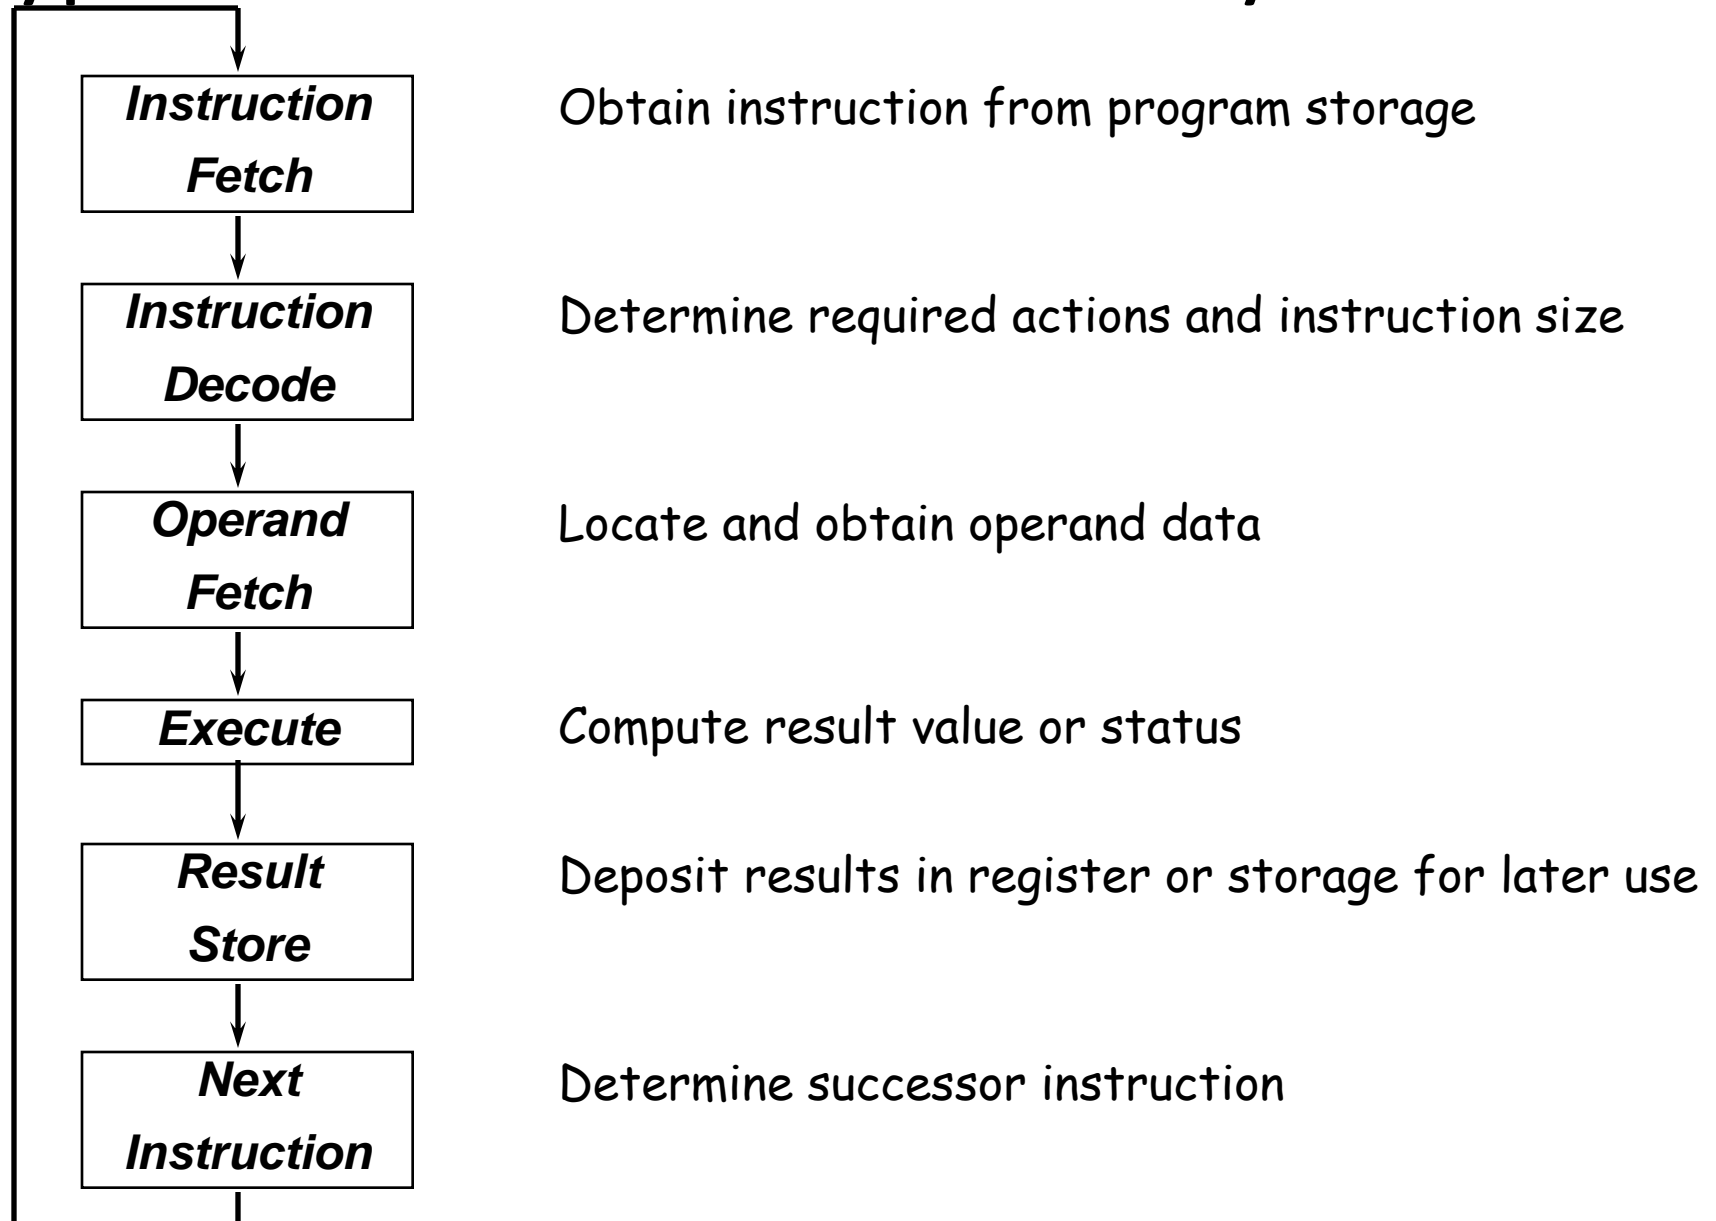 Instruction
Fetch
Obtain instruction from program storage
Instruction
Decode
Determine required actions and instruction size
Operand
Fetch
Locate and obtain operand data
Execute
Compute result value or status
Result
Store
Deposit results in register or storage for later use
Next
Instruction
Determine successor instruction